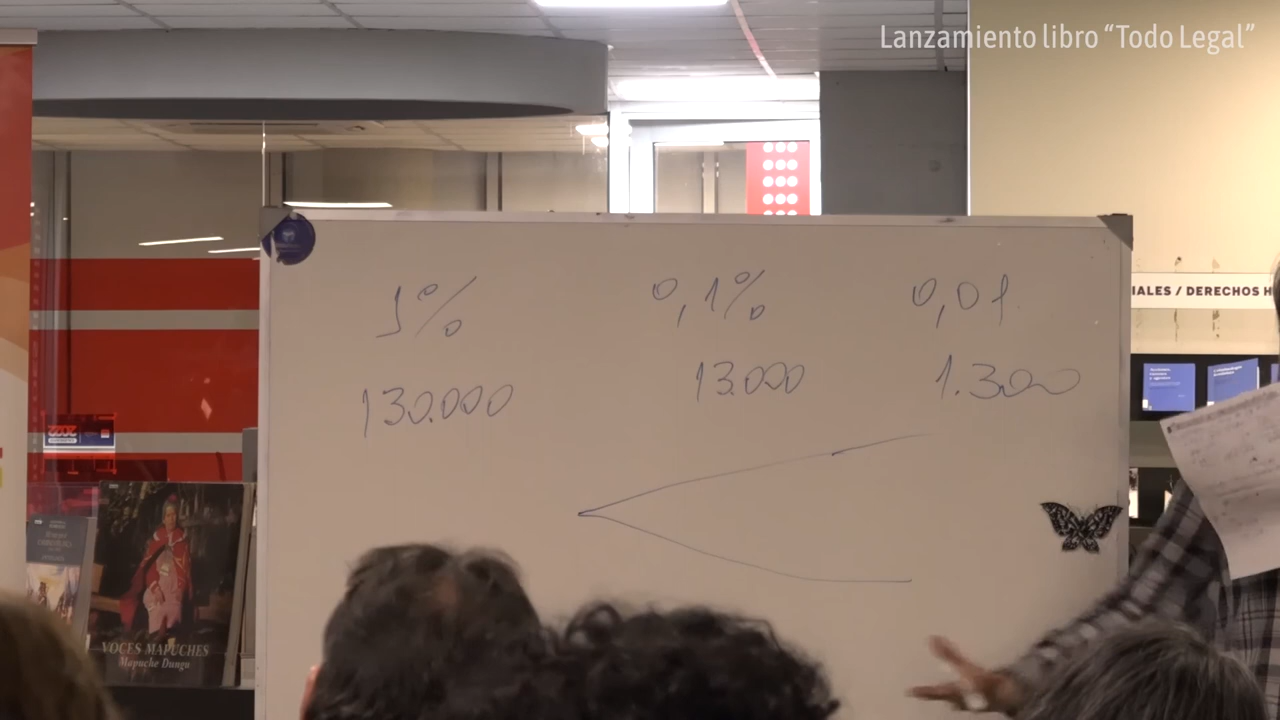 Lanzamiento libro “Todo Legal”
1% 0,1% 0,01
130.000 13.000 1.300
IALES / DERECHOS H
2022
VOCES MAPUCHES
Mapuche Dungu